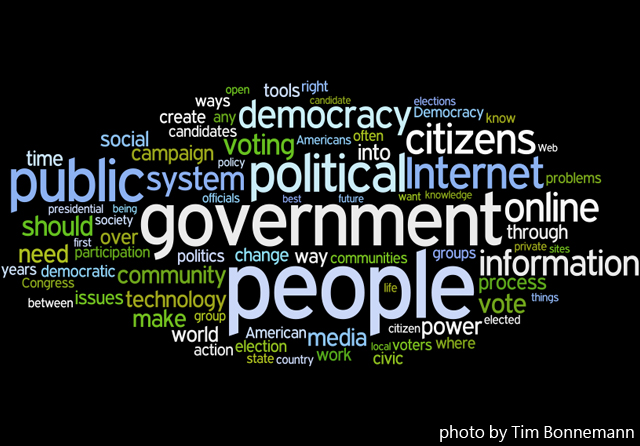 open tools right
ways candidate elections
create any democracy Democracy know
candidates
social voting Americans often citizens Web
time campaign policy into
public system political Internet problems
officials best future want knowledge
presidential being
should society government online
first over through
need participation private sites
politics change way communities groups information
years democratic community people process
Congress life
between issues technology vote things
make group
world American media citizen power elected
action election local voters where
state country work civic
photo by Tim Bonnemann